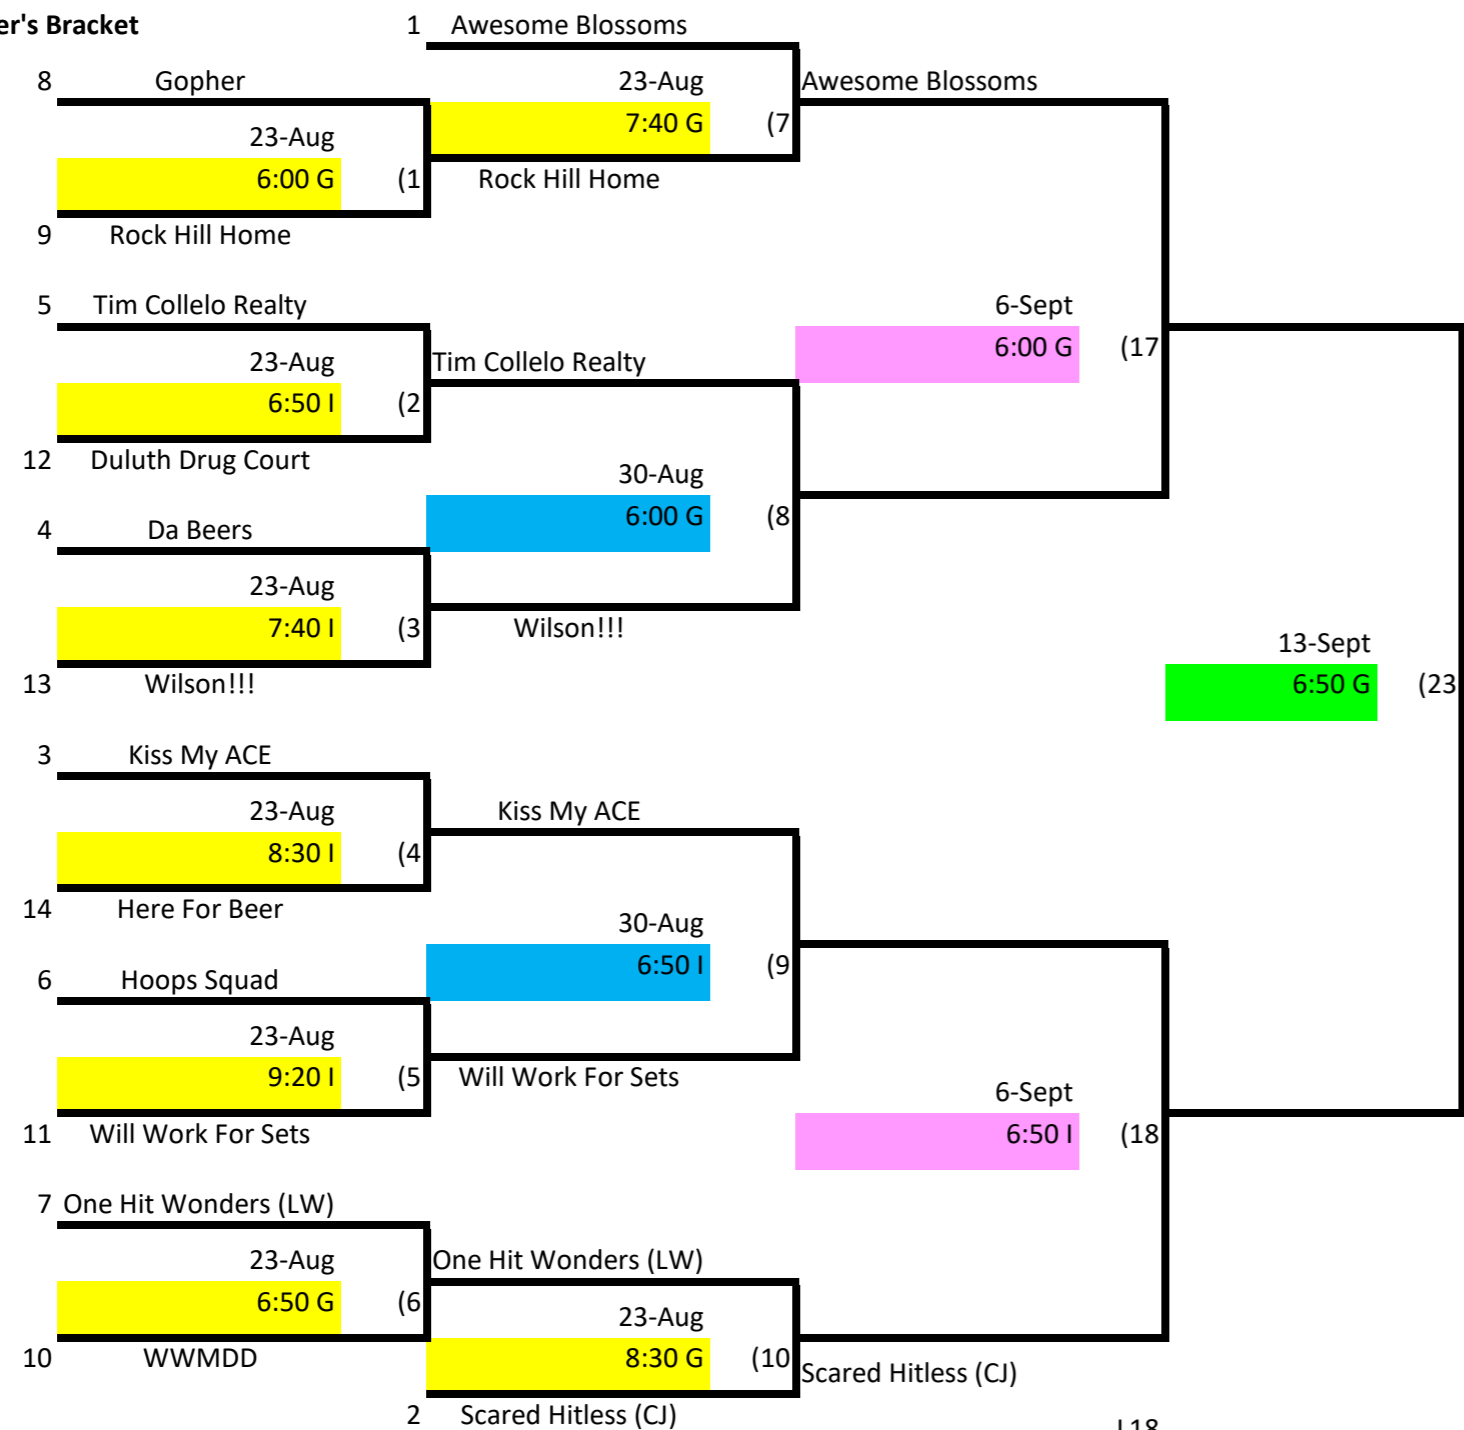 er's Bracket
1 Awesome Blossoms
8 Gopher
23-Aug
Awesome Blossoms
7:40 G (7
23-Aug
6:00 G (1
Rock Hill Home
9 Rock Hill Home
5 Tim Collelo Realty
6-Sept
6:00 G (17
23-Aug
Tim Collelo Realty
6:50 I (2
12 Duluth Drug Court
30-Aug
6:00 G (8
4 Da Beers
23-Aug
7:40 I (3
Wilson!!!
13-Sept
13 Wilson!!!
6:50 G (23
3 Kiss My ACE
23-Aug
Kiss My ACE
8:30 I (4
14 Here For Beer
30-Aug
6:50 I (9
6 Hoops Squad
23-Aug
9:20 I (5
Will Work For Sets
6-Sept
11 Will Work For Sets
6:50 I (18
7 One Hit Wonders (LW)
23-Aug
One Hit Wonders (LW)
6:50 G (6
23-Aug
10 WWMDD
8:30 G (10
Scared Hitless (CJ)
2 Scared Hitless (CJ)
L18